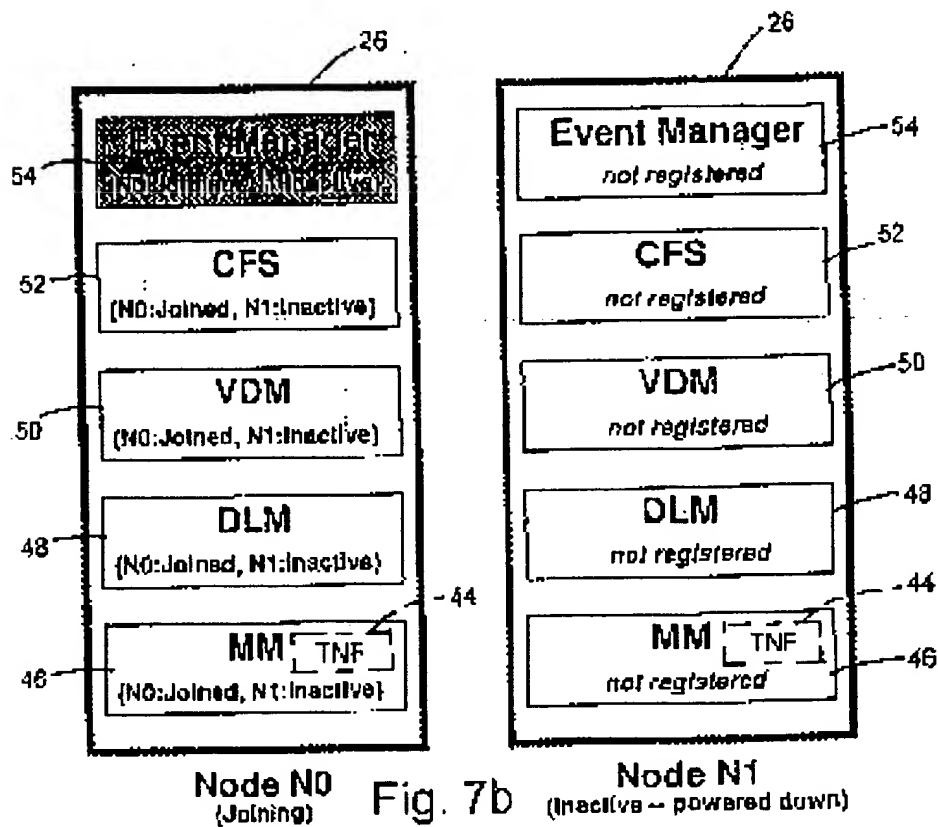 26
Event Manager
54
CFS
52
{N0:Joined, N1:Inactive}
VDM
50
{N0:Joined, N1:Inactive}
DLM
48
{N0:Joined, N1:Inactive}
44
MM
TNF
46
{N0:Joined, N1:Inactive}
Node N0
(Joining)
26
Event Manager
54
not registered
CFS
52
not registered
VDM
50
not registered
DLM
48
not registered
44
MM
TNF
46
not registered
Node N1
(Inactive – powered down)
Fig. 7b